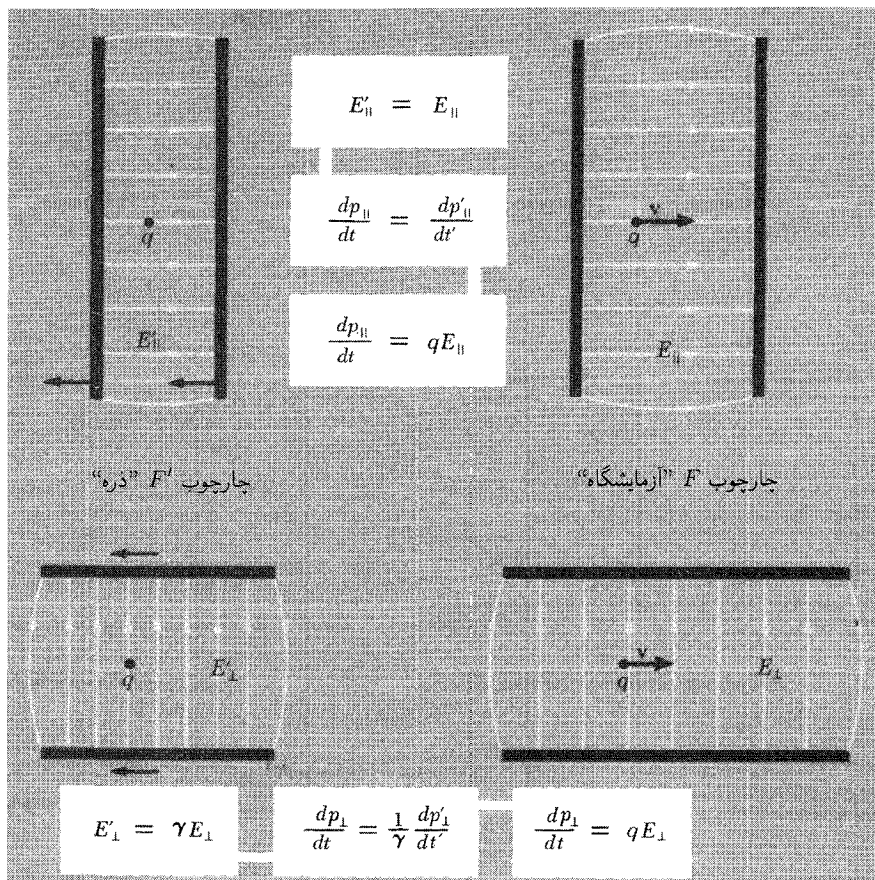 E'∥ = E∥
dp∥/dt = dp'∥/dt'
dp∥/dt = qE∥
q
E'∥
v
q
E∥
چارچوب F' “ذره”
چارچوب F “آزمایشگاه”
q
E'⊥
v
q
E⊥
E'⊥ = γE⊥
dp⊥/dt = 1/γ dp'⊥/dt'
dp⊥/dt = qE⊥